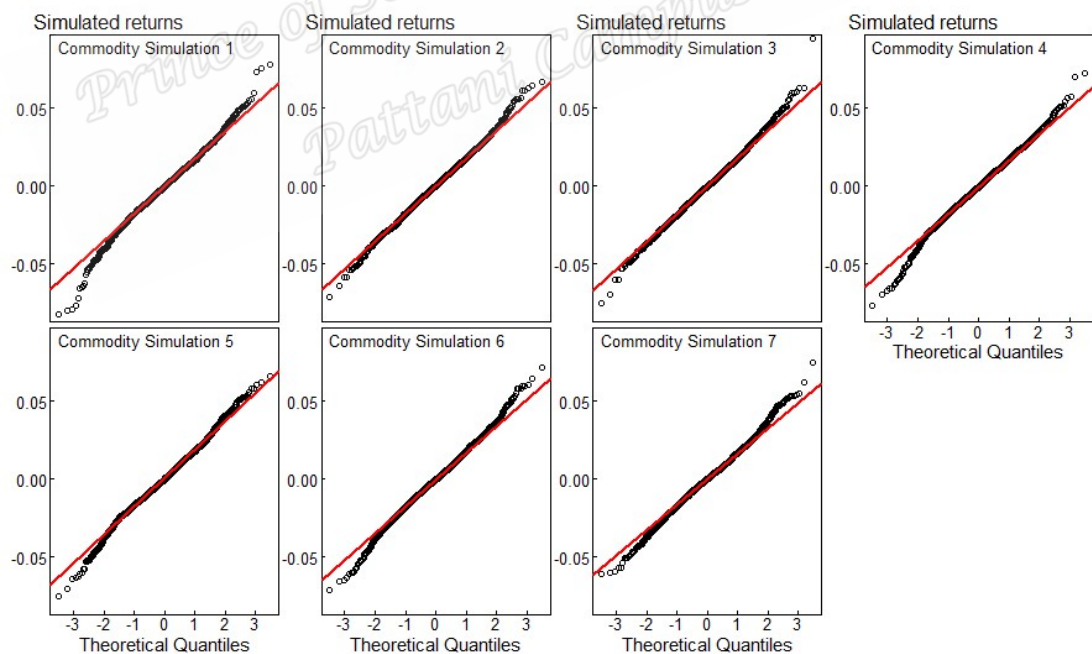 Simulated returns Simulated returns Simulated returns Simulated returns
Commodity Simulation 1 Commodity Simulation 2 Commodity Simulation 3 Commodity Simulation 4
0.05 0.05 0.05 0.05
0.00 0.00 0.00 0.00
-0.05 -0.05 -0.05 -0.05
-3 -2 -1 0 1 2 3
Theoretical Quantiles
Commodity Simulation 5 Commodity Simulation 6 Commodity Simulation 7
0.05 0.05 0.05
0.00 0.00 0.00
-0.05 -0.05 -0.05
-3 -2 -1 0 1 2 3 -3 -2 -1 0 1 2 3 -3 -2 -1 0 1 2 3
Theoretical Quantiles Theoretical Quantiles Theoretical Quantiles
Prince of
Pattani Campus